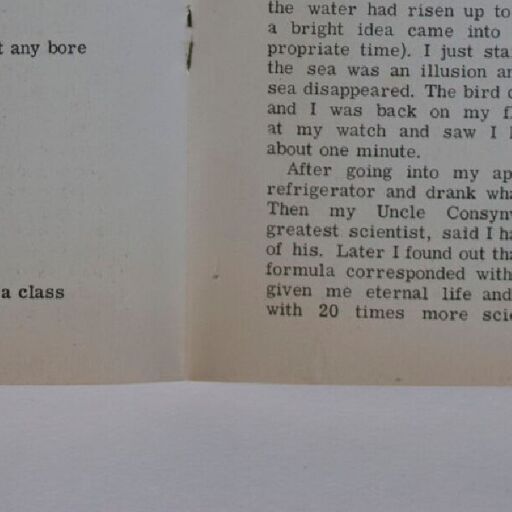 t any bore
a class
the water had risen up to
a bright idea came into
propriate time). I just sta
the sea was an illusion an
sea disappeared. The bird
and I was back on my f
at my watch and saw I
about one minute.
After going into my ap
refrigerator and drank wha
Then my Uncle Consyn
greatest scientist, said I ha
of his. Later I found out tha
formula corresponded with
given me eternal life and
with 20 times more scie